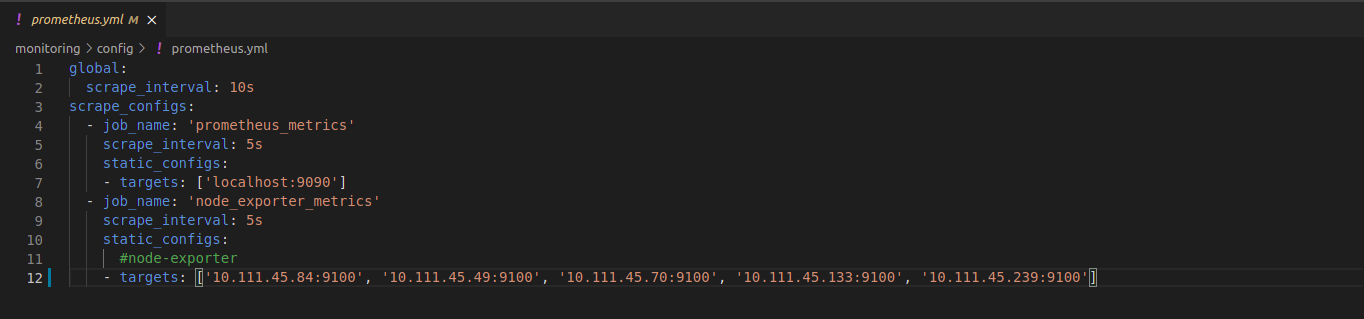 ! prometheus.yml M ×
monitoring > config > ! prometheus.yml
1 global:
2   scrape_interval: 10s
3 scrape_configs:
4   - job_name: 'prometheus_metrics'
5     scrape_interval: 5s
6     static_configs:
7     - targets: ['localhost:9090']
8   - job_name: 'node_exporter_metrics'
9     scrape_interval: 5s
10     static_configs:
11       #node-exporter
12     - targets: ['10.111.45.84:9100', '10.111.45.49:9100', '10.111.45.70:9100', '10.111.45.133:9100', '10.111.45.239:9100']